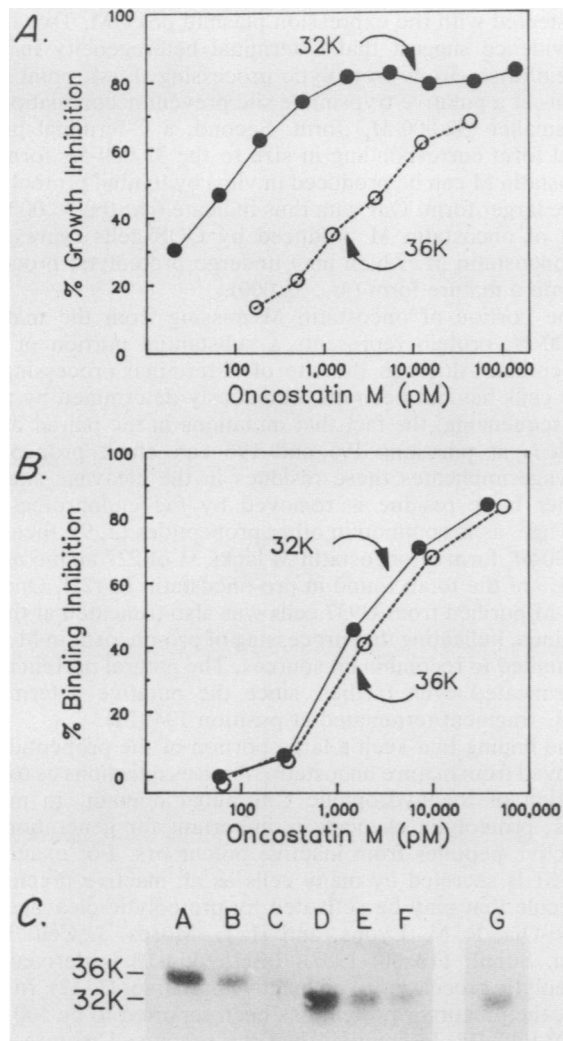 A.
% Growth Inhibition
100
80
60
40
20
0
32K
36K
100
1,000
10,000
100,000
Oncostatin M (pM)
B.
% Binding Inhibition
100
80
60
40
20
0
32K
36K
100
1,000
10,000
100,000
Oncostatin M (pM)
C.
A B C D E F G
36K
32K